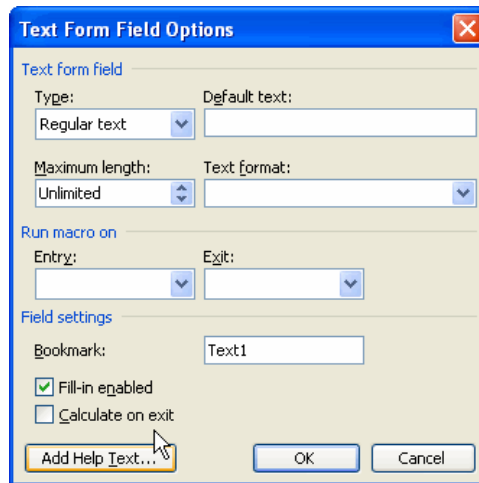 Text Form Field Options
Text form field
Type: Default text:
Regular text
Maximum length: Text format:
Unlimited
Run macro on
Entry: Exit:
Field settings
Bookmark: Text1
Fill-in enabled
Calculate on exit
Add Help Text... OK Cancel